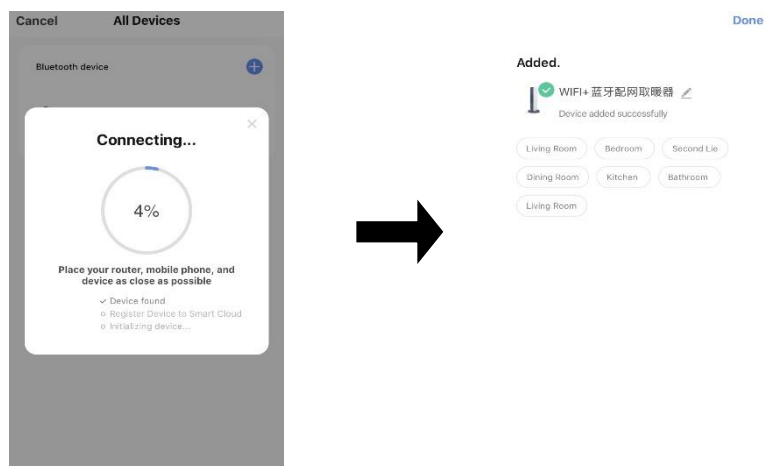 Cancel
All Devices
Bluetooth device
Connecting...
4%
Place your router, mobile phone, and
device as close as possible
Device found
Register Device to Smart Cloud
Initializing device...
Done
Added.
WIFI+蓝牙配网取暖器
Device added successfully
Living Room Bedroom Second Lie
Dining Room Kitchen Bathroom
Living Room